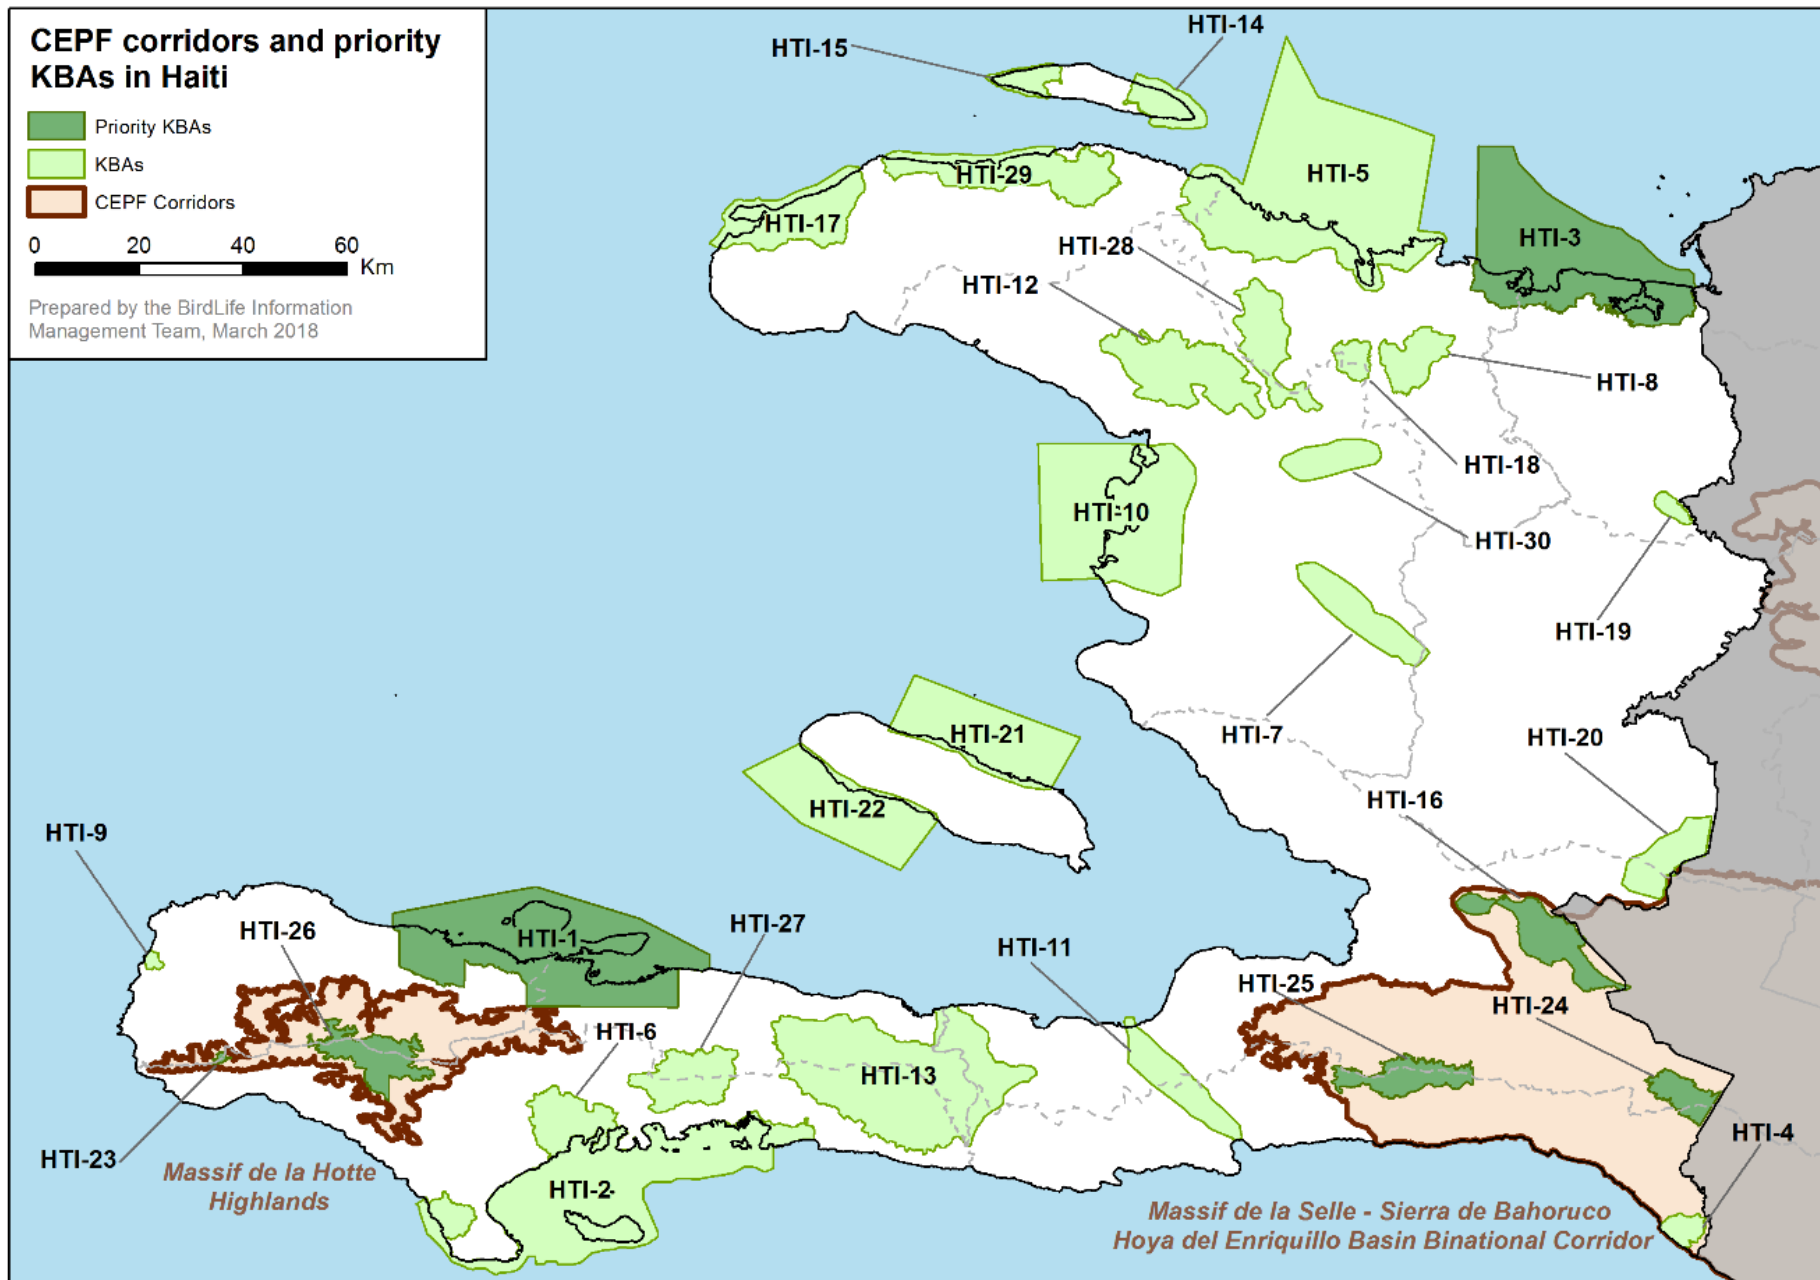 CEPF corridors and priority
KBAs in Haiti
Priority KBAs
KBAs
CEPF Corridors
0 20 40 60
Km
Prepared by the BirdLife Information
Management Team, March 2018
HTI-14
HTI-15
HTI-5
HTI-29
HTI-17
HTI-3
HTI-28
HTI-12
HTI-8
HTI-18
HTI-10
HTI-30
HTI-19
HTI-7
HTI-21
HTI-20
HTI-16
HTI-22
HTI-9
HTI-26
HTI-1
HTI-27
HTI-11
HTI-25
HTI-24
HTI-6
HTI-13
HTI-4
HTI-23
Massif de la Hotte
Highlands
HTI-2
Massif de la Selle - Sierra de Bahoruco
Hoya del Enriquillo Basin Binational Corridor